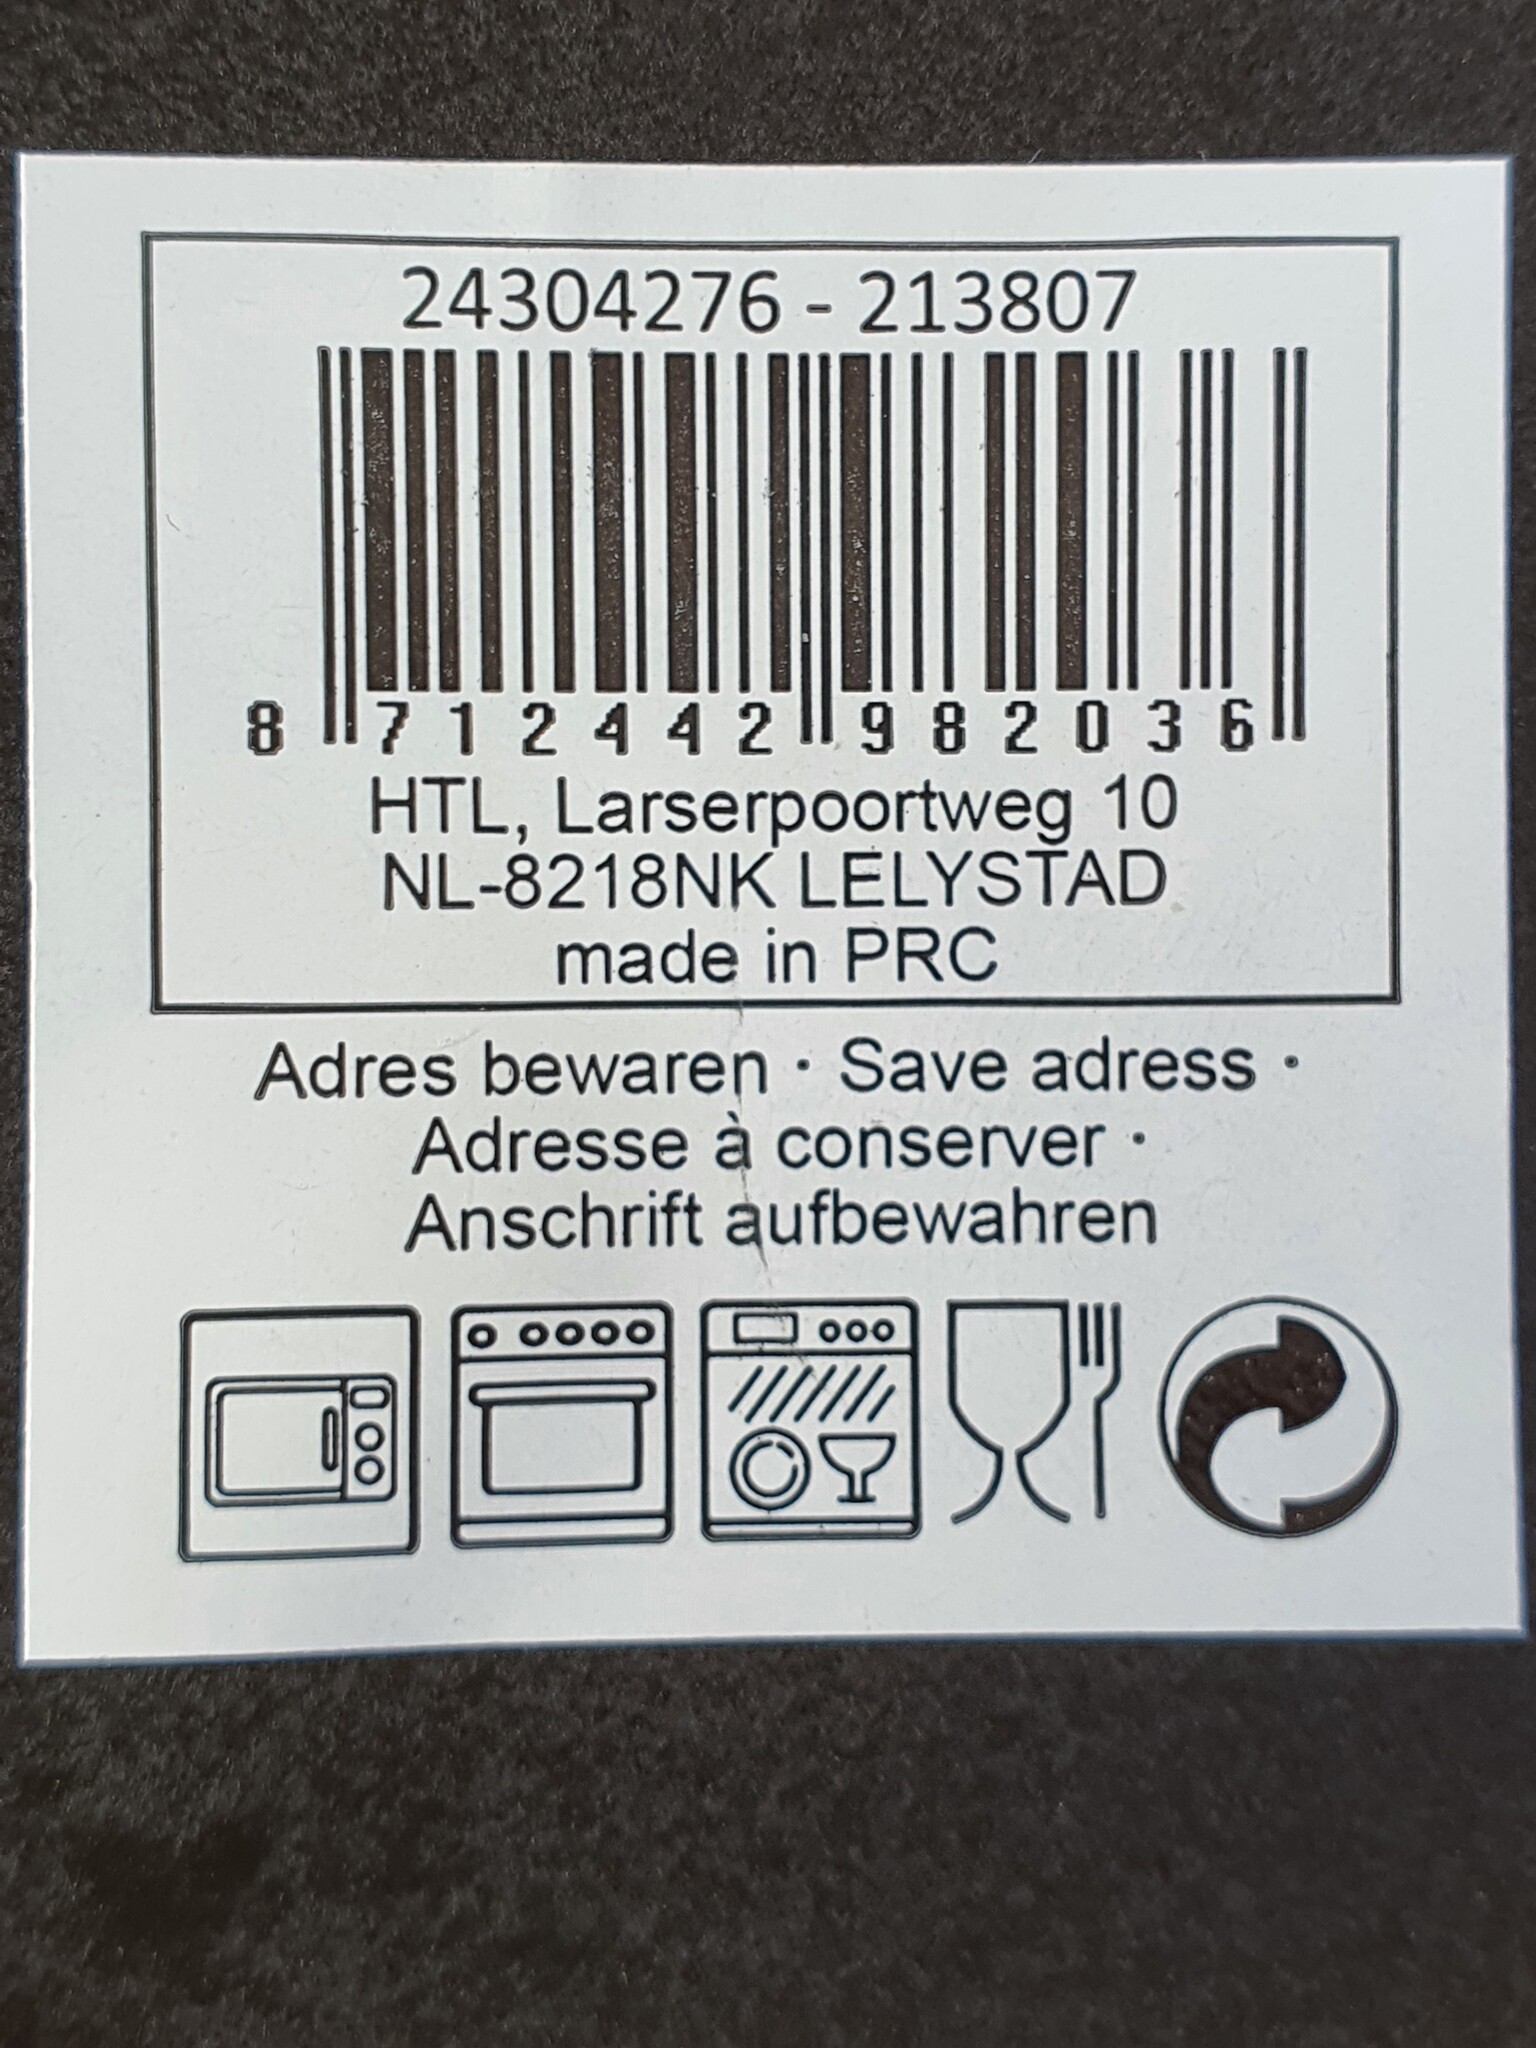 24304276 - 213807
8 712442 982036
HTL, Larserpoortweg 10
NL-8218NK LELYSTAD
made in PRC
Adres bewaren · Save adress ·
Adresse à conserver ·
Anschrift aufbewahren